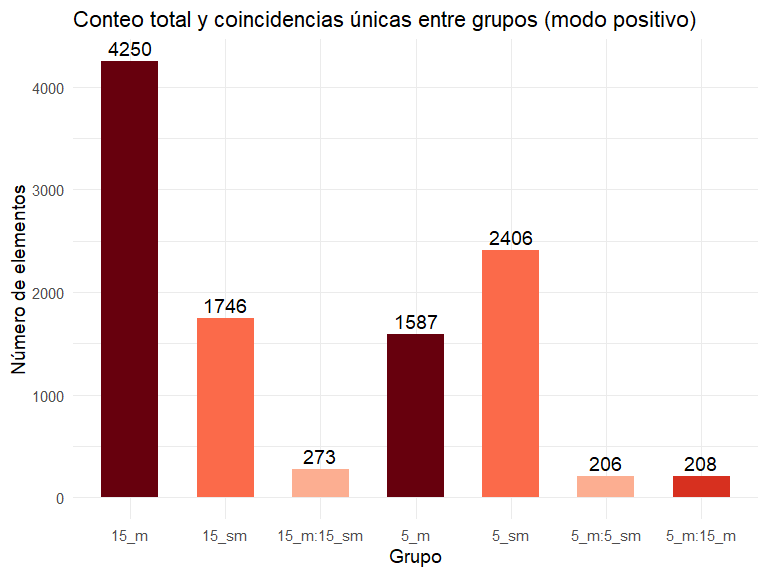 Conteo total y coincidencias únicas entre grupos (modo positivo)
4250
4000
3000
2406
2000
1746
1587
1000
273
206
208
0
Número de elementos
15_m
15_sm
15_m:15_sm
5_m
5_sm
5_m:5_sm
5_m:15_m
Grupo